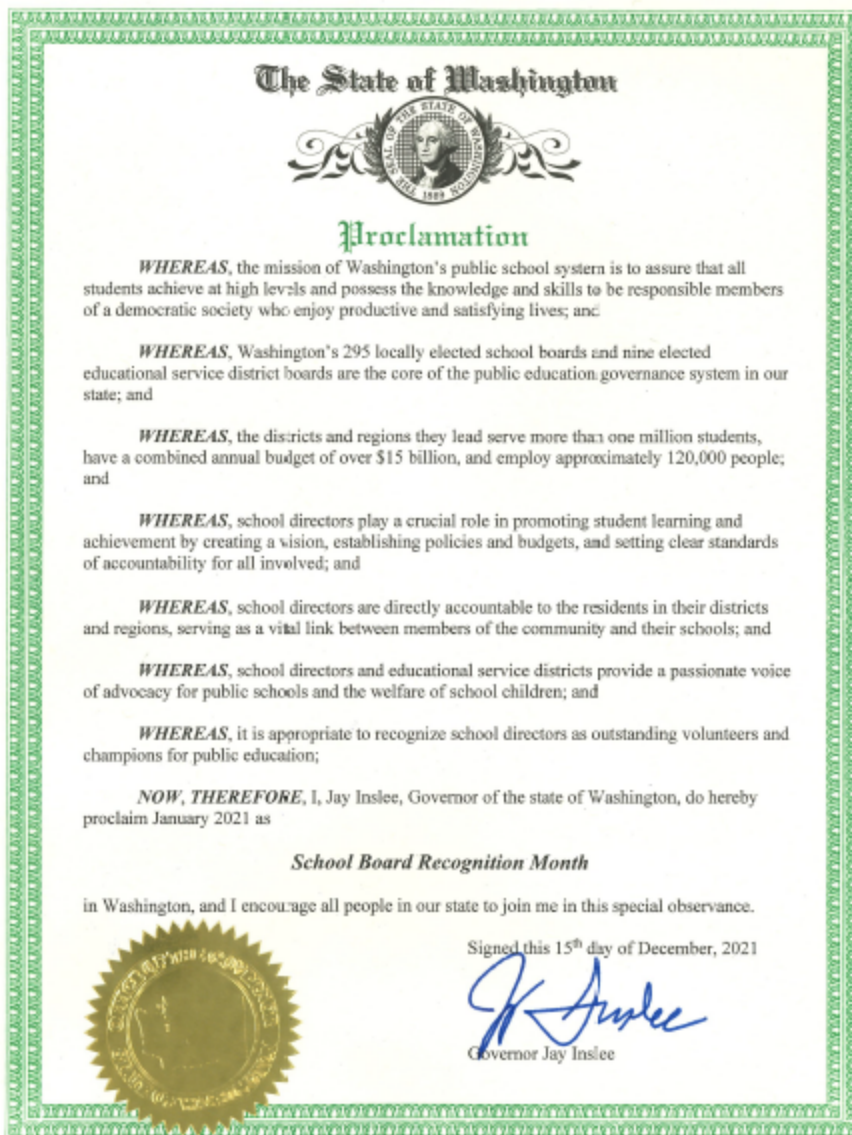 The State of Washington
THE SEAL OF THE STATE OF WASHINGTON
1889
Proclamation
WHEREAS, the mission of Washington's public school system is to assure that all
students achieve at high levels and possess the knowledge and skills to be responsible members
of a democratic society who enjoy productive and satisfying lives; and
WHEREAS, Washington's 295 locally elected school boards and nine elected
educational service district boards are the core of the public education governance system in our
state; and
WHEREAS, the districts and regions they lead serve more than one million students,
have a combined annual budget of over $15 billion, and employ approximately 120,000 people;
and
WHEREAS, school directors play a crucial role in promoting student learning and
achievement by creating a vision, establishing policies and budgets, and setting clear standards
of accountability for all involved; and
WHEREAS, school directors are directly accountable to the residents in their districts
and regions, serving as a vital link between members of the community and their schools; and
WHEREAS, school directors and educational service districts provide a passionate voice
of advocacy for public schools and the welfare of school children; and
WHEREAS, it is appropriate to recognize school directors as outstanding volunteers and
champions for public education;
NOW, THEREFORE, I, Jay Inslee, Governor of the state of Washington, do hereby
proclaim January 2021 as
School Board Recognition Month
in Washington, and I encourage all people in our state to join me in this special observance.
Signed this 15th day of December, 2021
Jay Inslee
Governor Jay Inslee